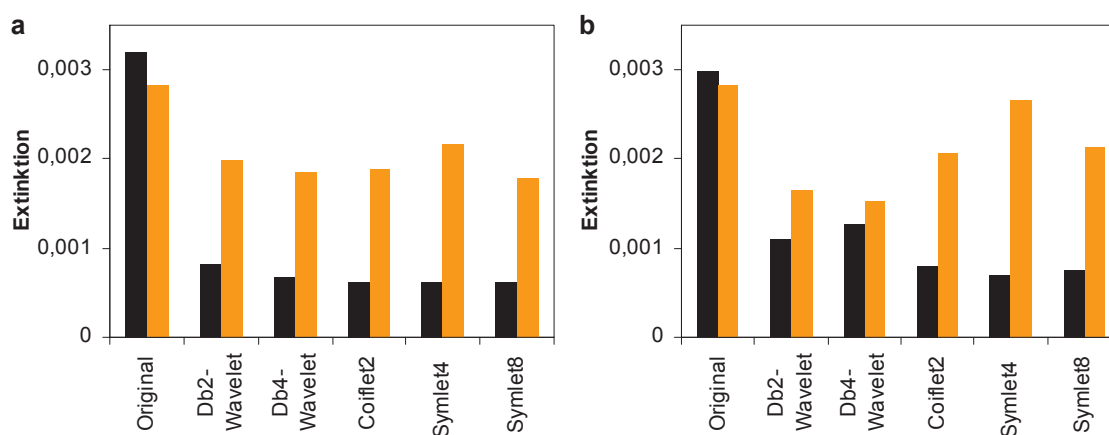 a
Extinktion
0,003
0,002
0,001
0
Original
Db2-
Wavelet
Db4-
Wavelet
Coiflet2
Symlet4
Symlet8
b
Extinktion
0,003
0,002
0,001
0
Original
Db2-
Wavelet
Db4-
Wavelet
Coiflet2
Symlet4
Symlet8